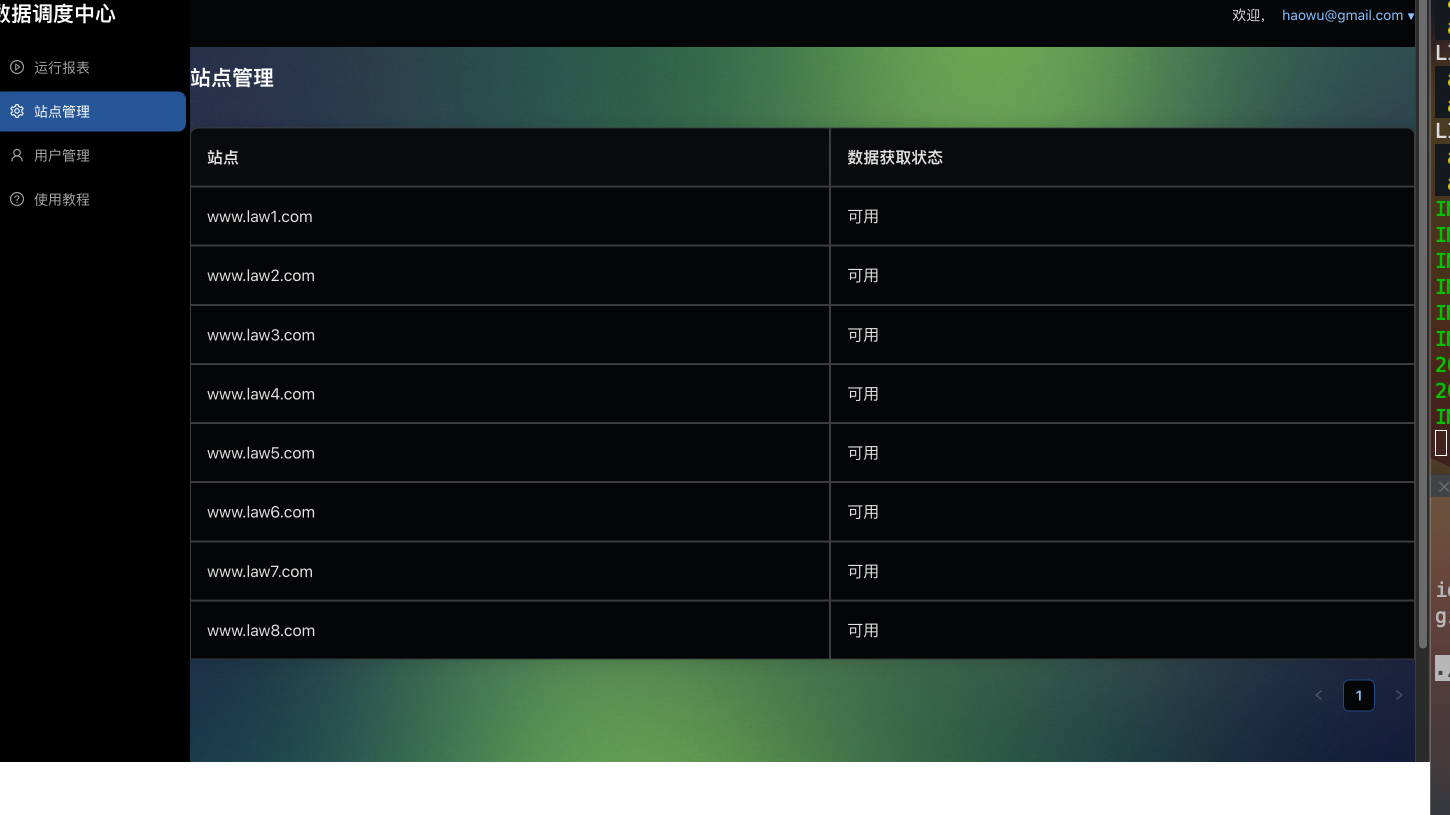 数据调度中心
欢迎， haowu@gmail.com ▾
运行报表
站点管理
用户管理
使用教程
站点管理
站点 数据获取状态
www.law1.com 可用
www.law2.com 可用
www.law3.com 可用
www.law4.com 可用
www.law5.com 可用
www.law6.com 可用
www.law7.com 可用
www.law8.com 可用
< 1 >